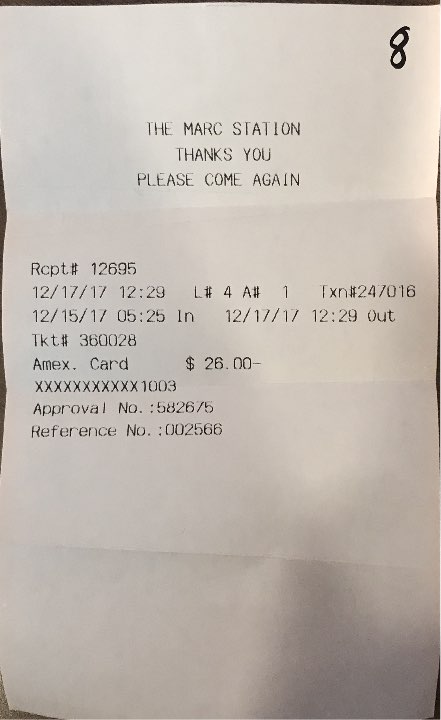 8
THE MARC STATION
THANKS YOU
PLEASE COME AGAIN
Rcpt# 12695
12/17/17 12:29 L# 4 A# 1 Txn#247016
12/15/17 05:25 In 12/17/17 12:29 Out
Tkt# 360028
Amex. Card $ 26.00-
XXXXXXXXXXX1003
Approval No.:582675
Reference No.:002566